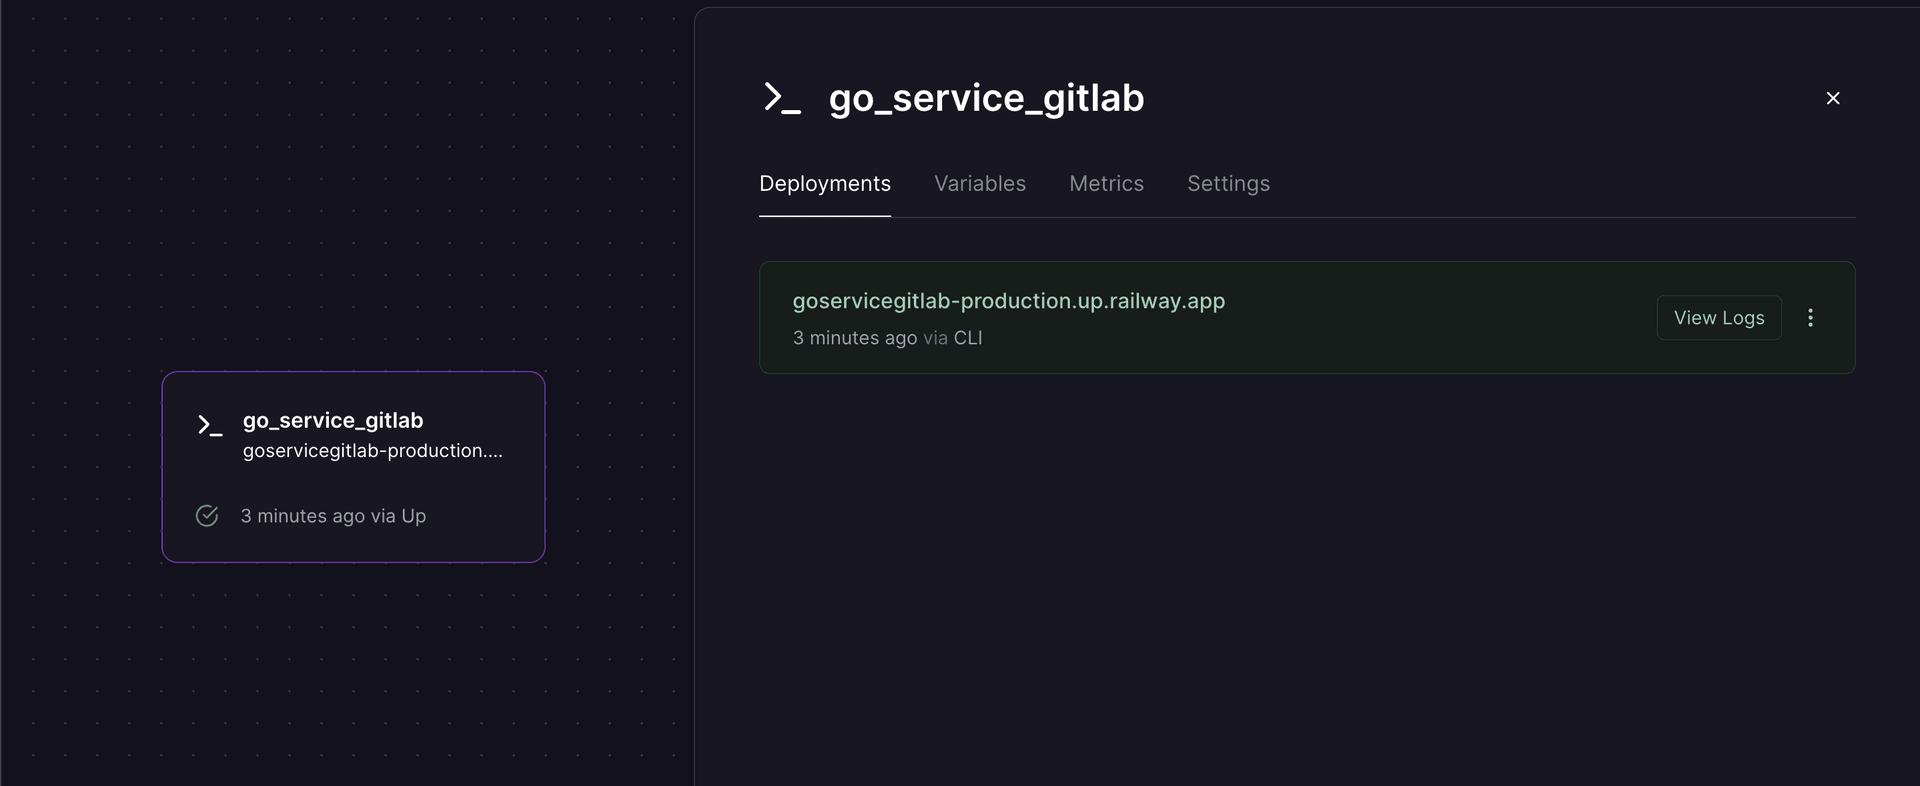 go_service_gitlab
goservicegitlab-production....
3 minutes ago via Up
go_service_gitlab
Deployments Variables Metrics Settings
goservicegitlab-production.up.railway.app
3 minutes ago via CLI
View Logs